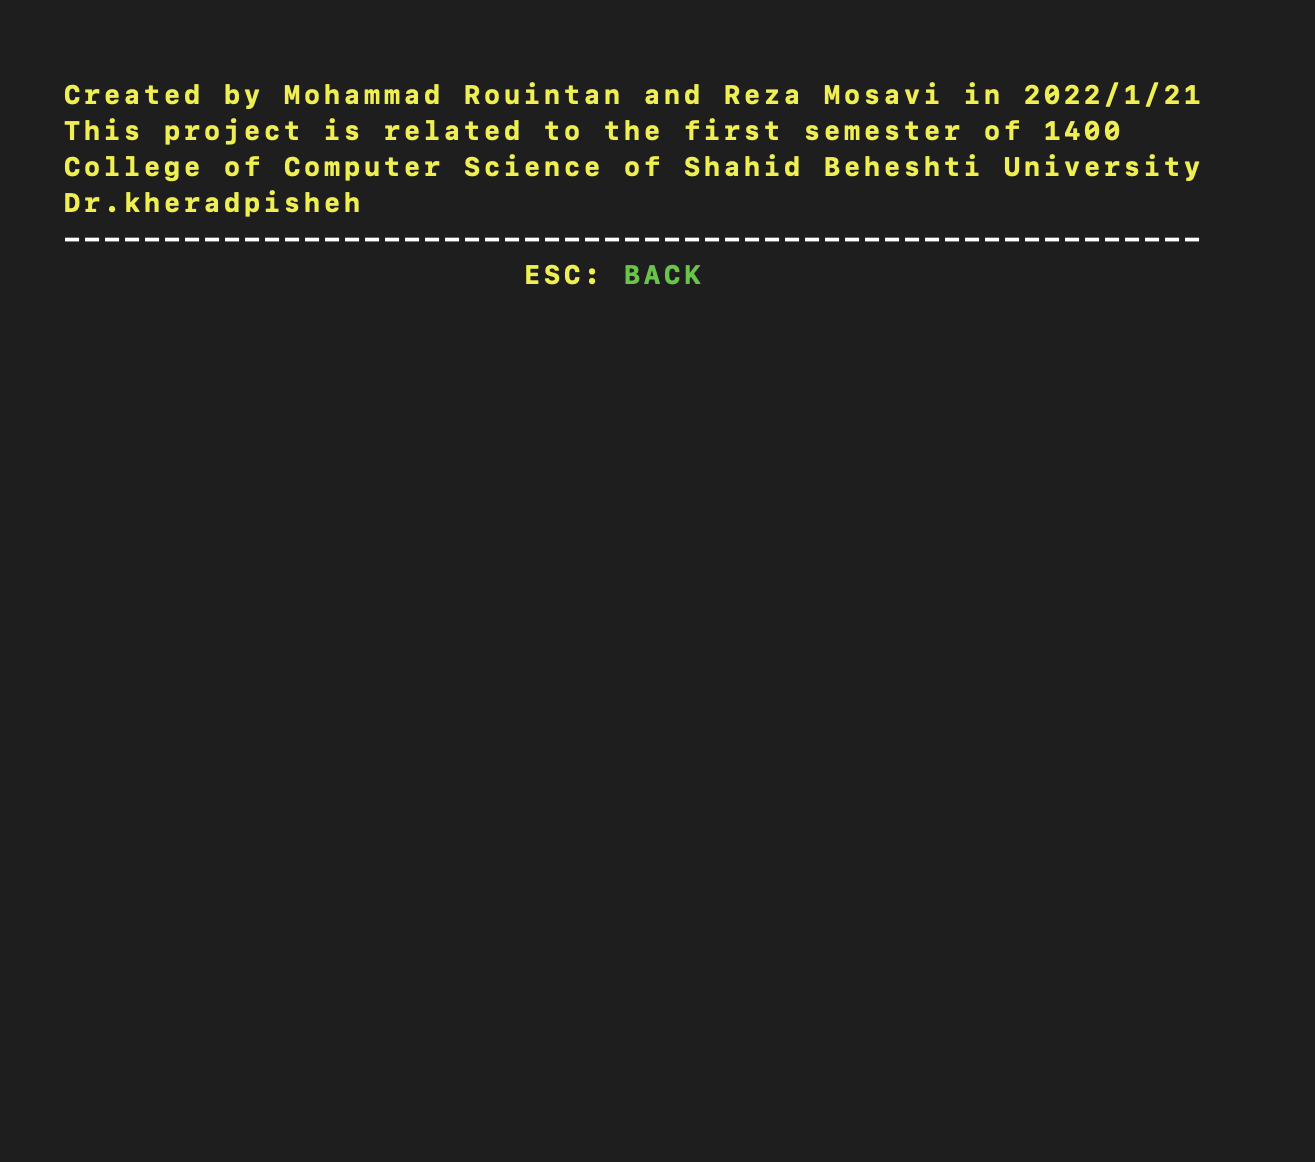 Created by Mohammad Rouintan and Reza Mosavi in 2022/1/21
This project is related to the first semester of 1400
College of Computer Science of Shahid Beheshti University
Dr.kheradpisheh
---------------------------------------------------------
ESC: BACK